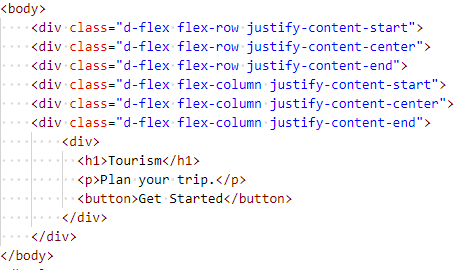 <body>
<div class="d-flex flex-row justify-content-start">
<div class="d-flex flex-row justify-content-center">
<div class="d-flex flex-row justify-content-end">
<div class="d-flex flex-column justify-content-start">
<div class="d-flex flex-column justify-content-center">
<div class="d-flex flex-column justify-content-end">
<div>
<h1>Tourism</h1>
<p>Plan your trip.</p>
<button>Get Started</button>
</div>
</div>
</body>